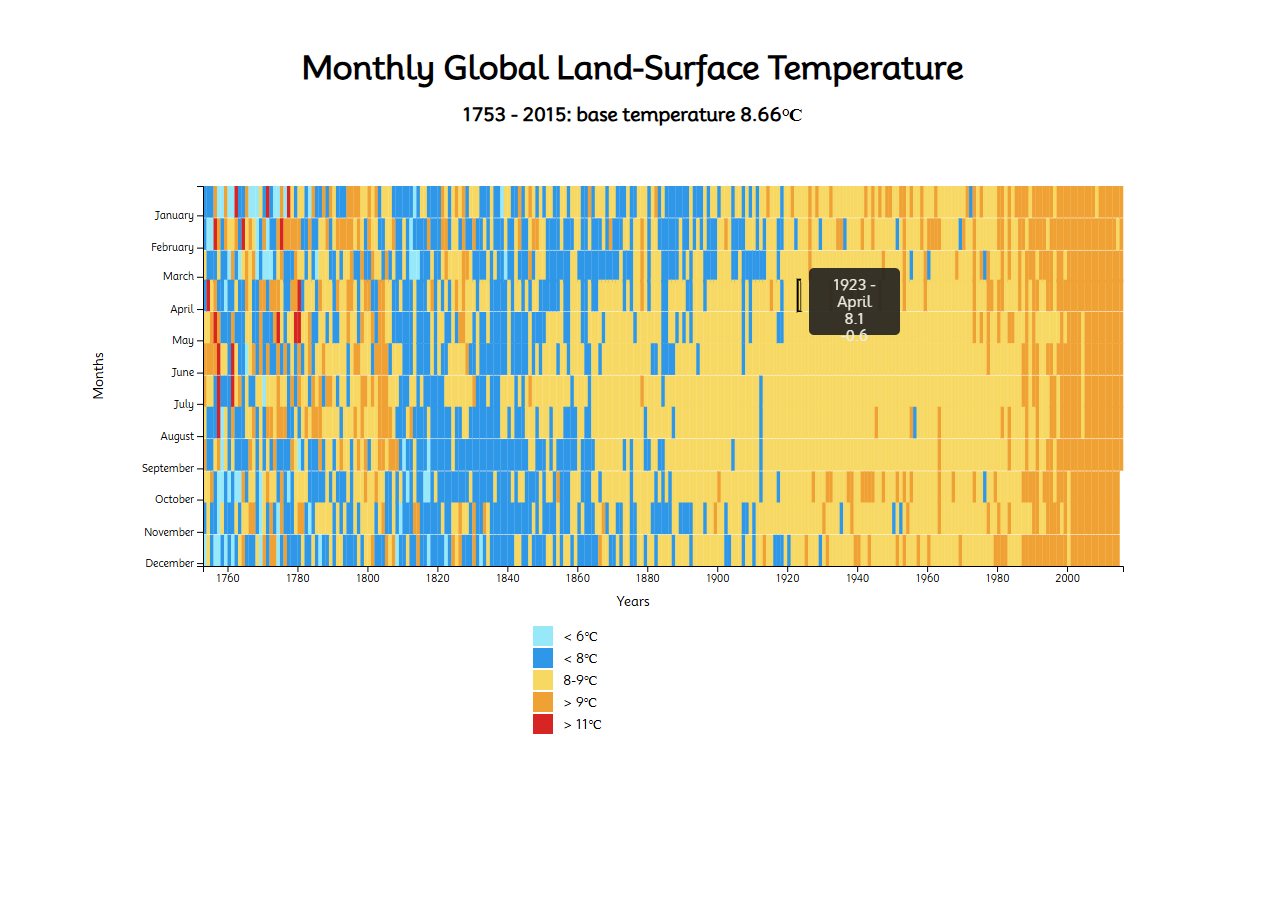 Monthly Global Land-Surface Temperature
1753 - 2015: base temperature 8.66℃
January
February
March
April
May
June
July
August
September
October
November
December
Months
1923 -
April
8.1
-0.6
1760 1780 1800 1820 1840 1860 1880 1900 1920 1940 1960 1980 2000
Years
< 6℃
< 8℃
8-9℃
> 9℃
> 11℃